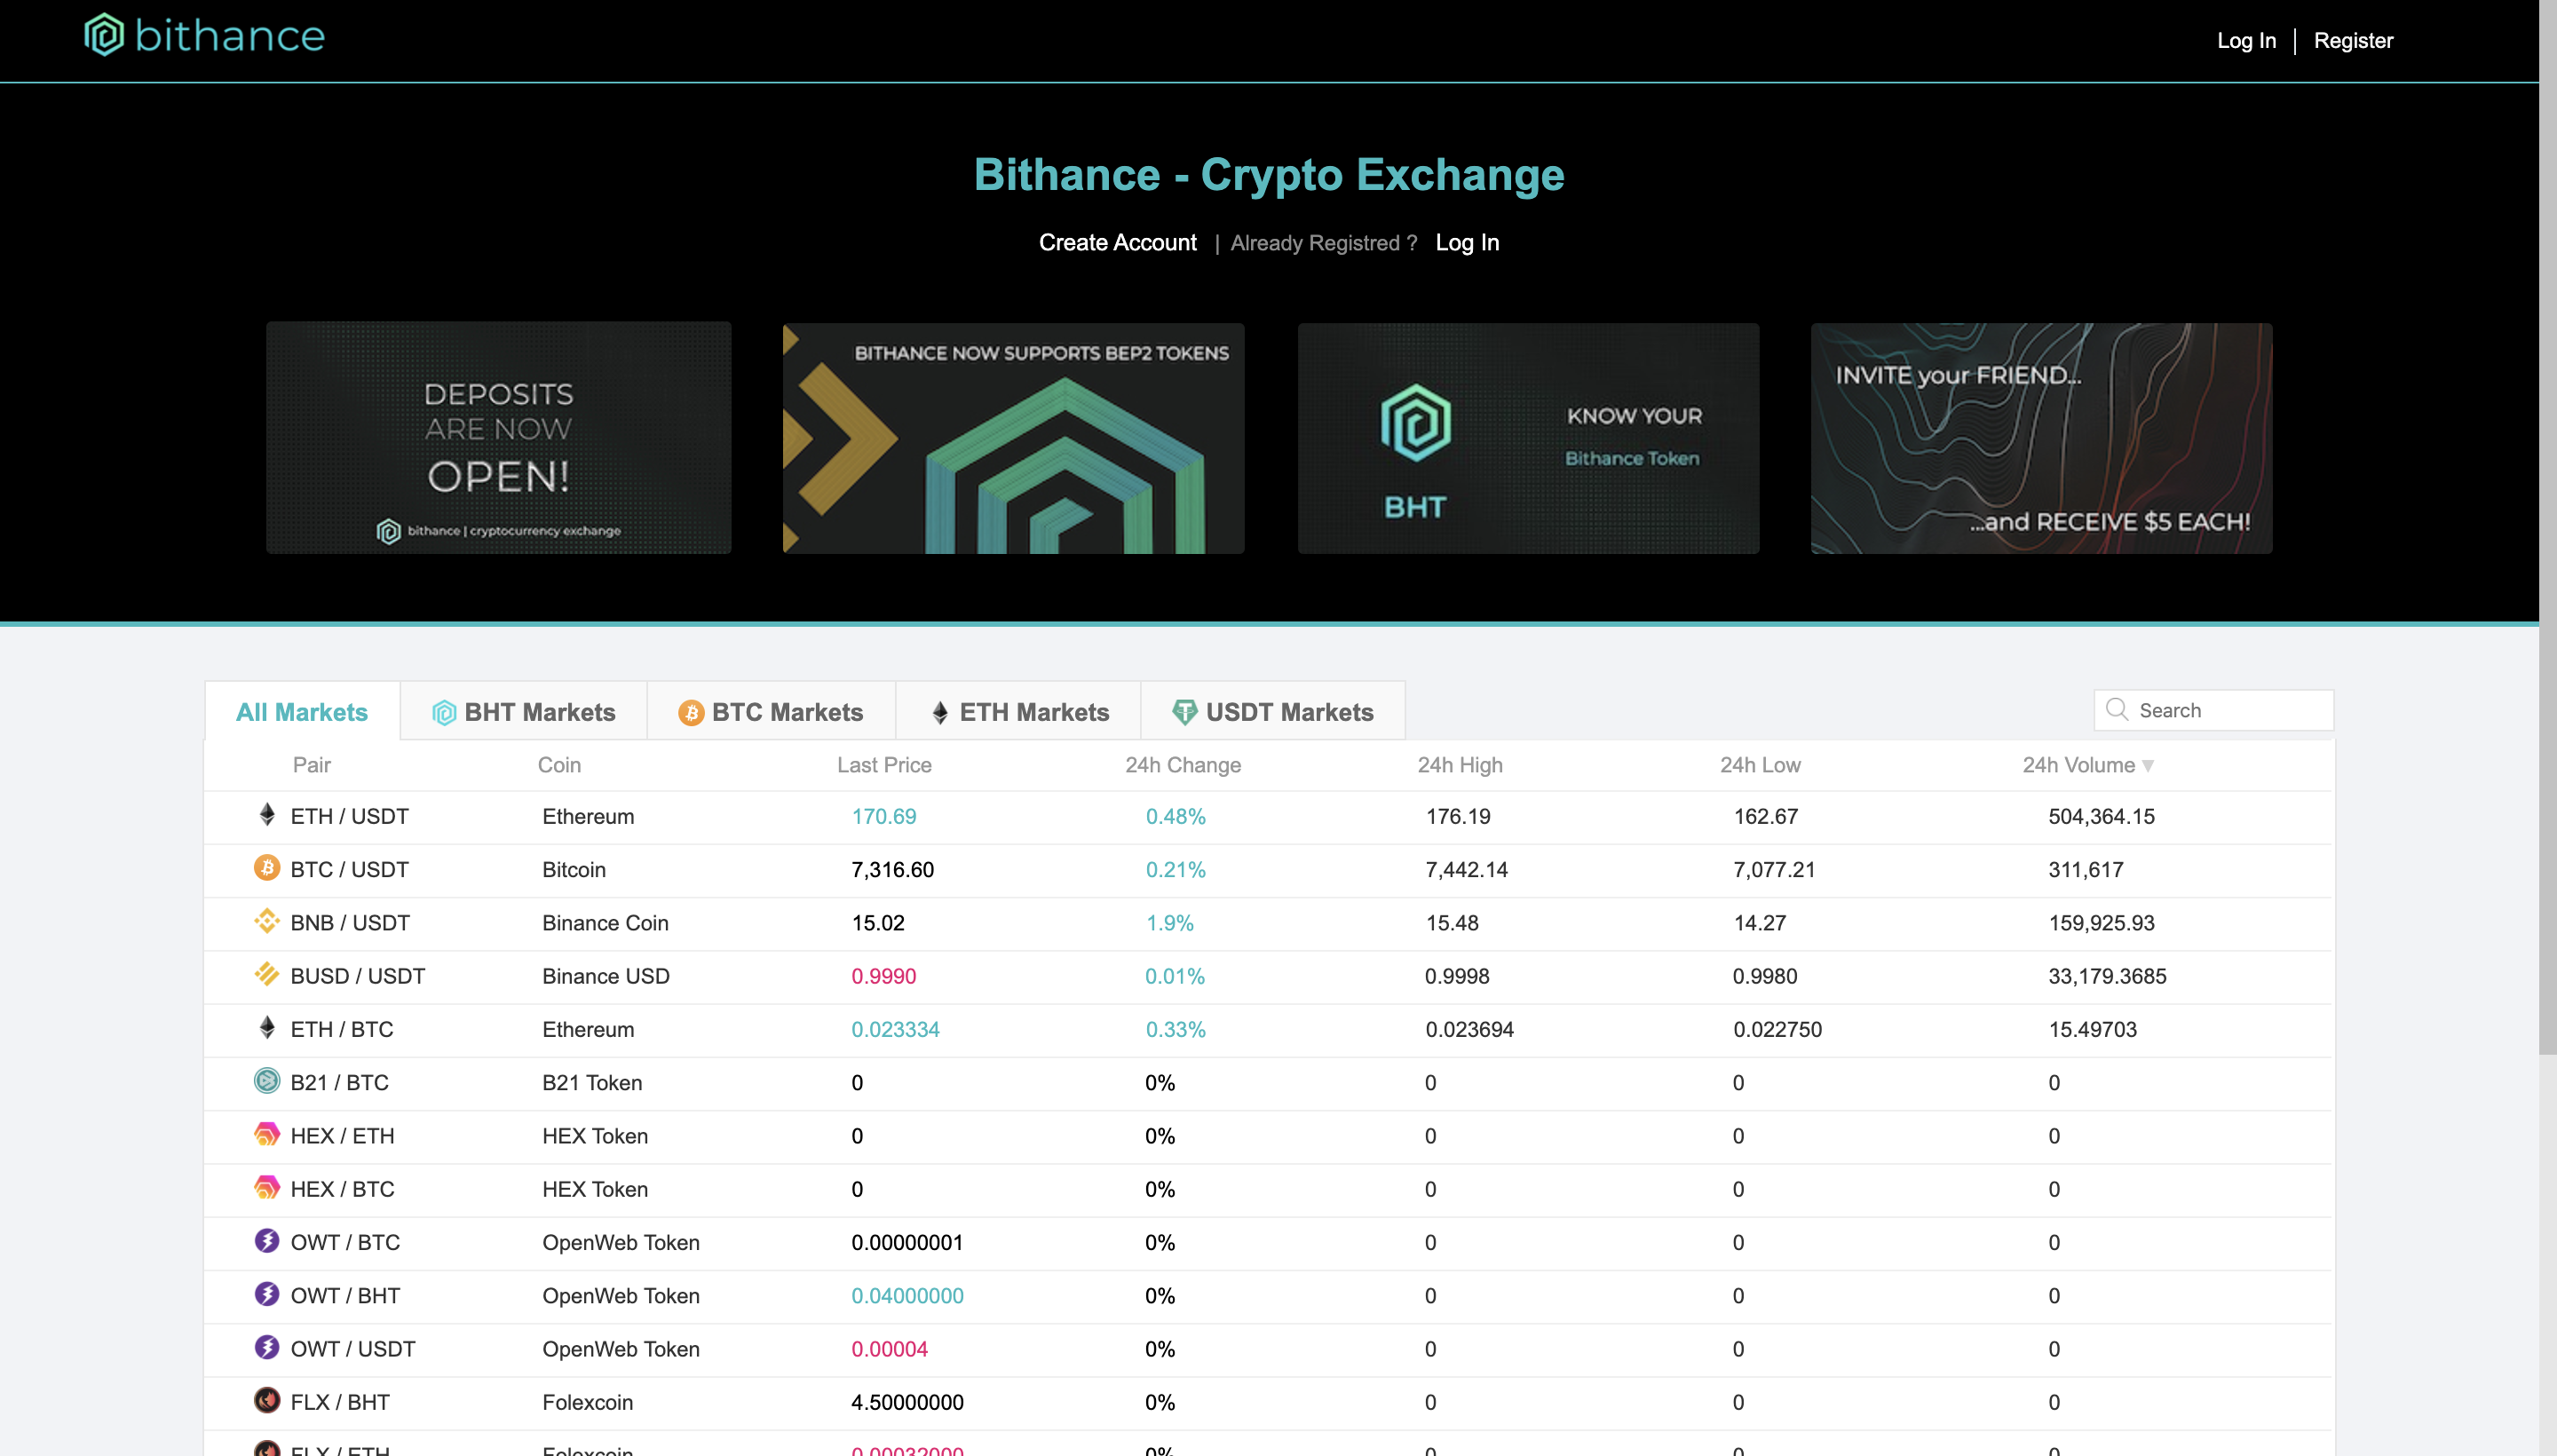 bithance
Log In | Register
Bithance - Crypto Exchange
Create Account | Already Registred ? Log In
DEPOSITS
ARE NOW
OPEN!
bithance | cryptocurrency exchange
BITHANCE NOW SUPPORTS BEP2 TOKENS
BHT
KNOW YOUR
Bithance Token
INVITE your FRIEND...
...and RECEIVE $5 EACH!
All Markets BHT Markets BTC Markets ETH Markets USDT Markets Search
Pair Coin Last Price 24h Change 24h High 24h Low 24h Volume
ETH / USDT Ethereum 170.69 0.48% 176.19 162.67 504,364.15
BTC / USDT Bitcoin 7,316.60 0.21% 7,442.14 7,077.21 311,617
BNB / USDT Binance Coin 15.02 1.9% 15.48 14.27 159,925.93
BUSD / USDT Binance USD 0.9990 0.01% 0.9998 0.9980 33,179.3685
ETH / BTC Ethereum 0.023334 0.33% 0.023694 0.022750 15.49703
B21 / BTC B21 Token 0 0% 0 0 0
HEX / ETH HEX Token 0 0% 0 0 0
HEX / BTC HEX Token 0 0% 0 0 0
OWT / BTC OpenWeb Token 0.00000001 0% 0 0 0
OWT / BHT OpenWeb Token 0.04000000 0% 0 0 0
OWT / USDT OpenWeb Token 0.00004 0% 0 0 0
FLX / BHT Folexcoin 4.50000000 0% 0 0 0
FLX / ETH Folexcoin 0.00032000 0% 0 0 0